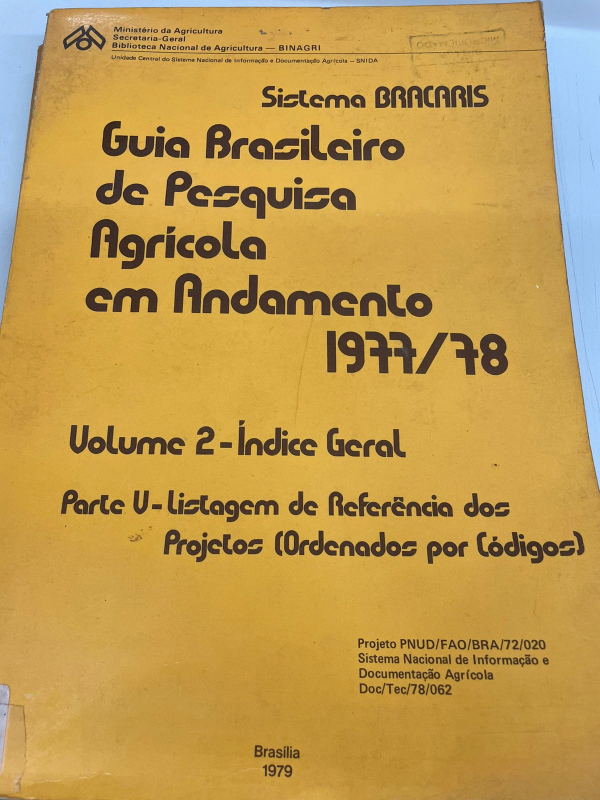 Ministério da Agricultura
Secretaria-Geral
Biblioteca Nacional de Agricultura — BINAGRI
Unidade Central do Sistema Nacional de Informação e Documentação Agrícola – SNIDA
Sistema BRACARIS
Guia Brasileiro
de Pesquisa
Agrícola
em Andamento
1977/78
Volume 2-Índice Geral
Parte V-Listagem de Referência dos
Projetos (Ordenados por Códigos)
Projeto PNUD/FAO/BRA/72/020
Sistema Nacional de Informação e
Documentação Agrícola
Doc/Tec/78/062
Brasília
1979